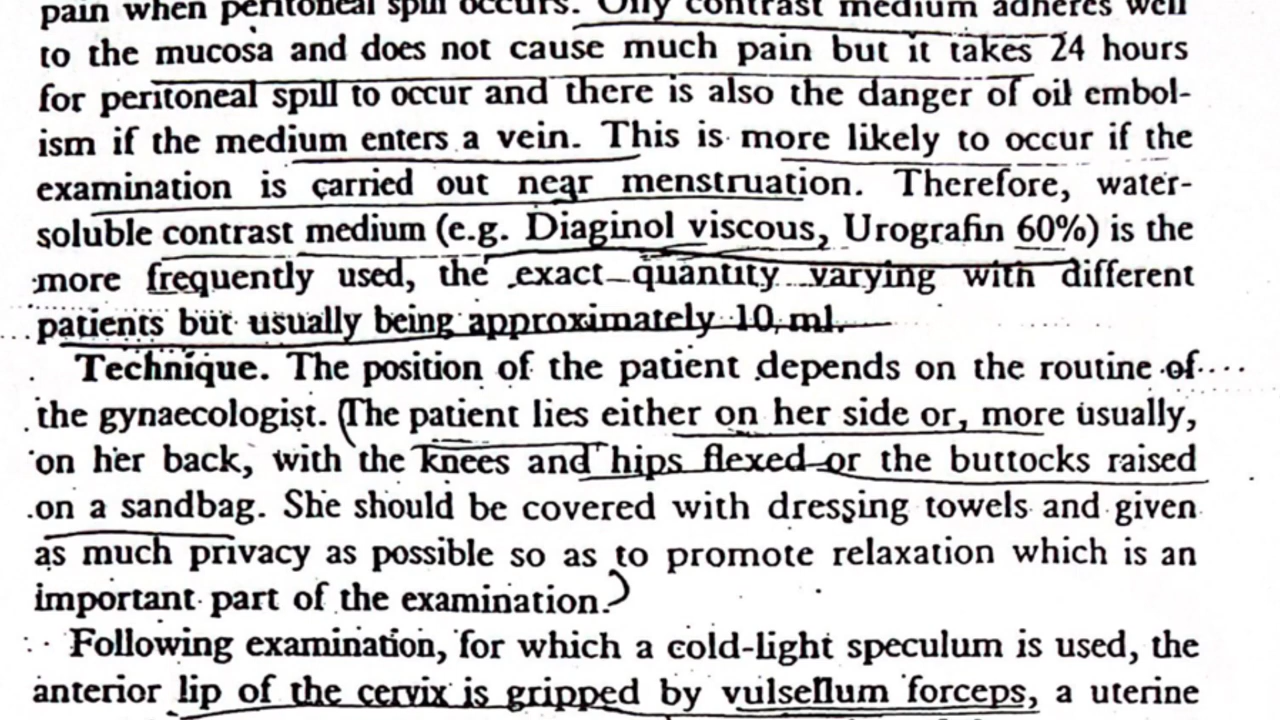 pain when peritoneal spill occurs. Oily contrast medium adheres well
to the mucosa and does not cause much pain but it takes 24 hours
for peritoneal spill to occur and there is also the danger of oil embol-
ism if the medium enters a vein. This is more likely to occur if the
examination is carried out near menstruation. Therefore, water-
soluble contrast medium (e.g. Diaginol viscous, Urografin 60%) is the
more frequently used, the exact quantity varying with different
patients but usually being approximately 10 ml.
Technique. The position of the patient depends on the routine of
the gynaecologist. (The patient lies either on her side or, more usually,
on her back, with the knees and hips flexed or the buttocks raised
on a sandbag. She should be covered with dressing towels and given
as much privacy as possible so as to promote relaxation which is an
important part of the examination.)
Following examination, for which a cold-light speculum is used, the
anterior lip of the cervix is gripped by vulsellum forceps, a uterine